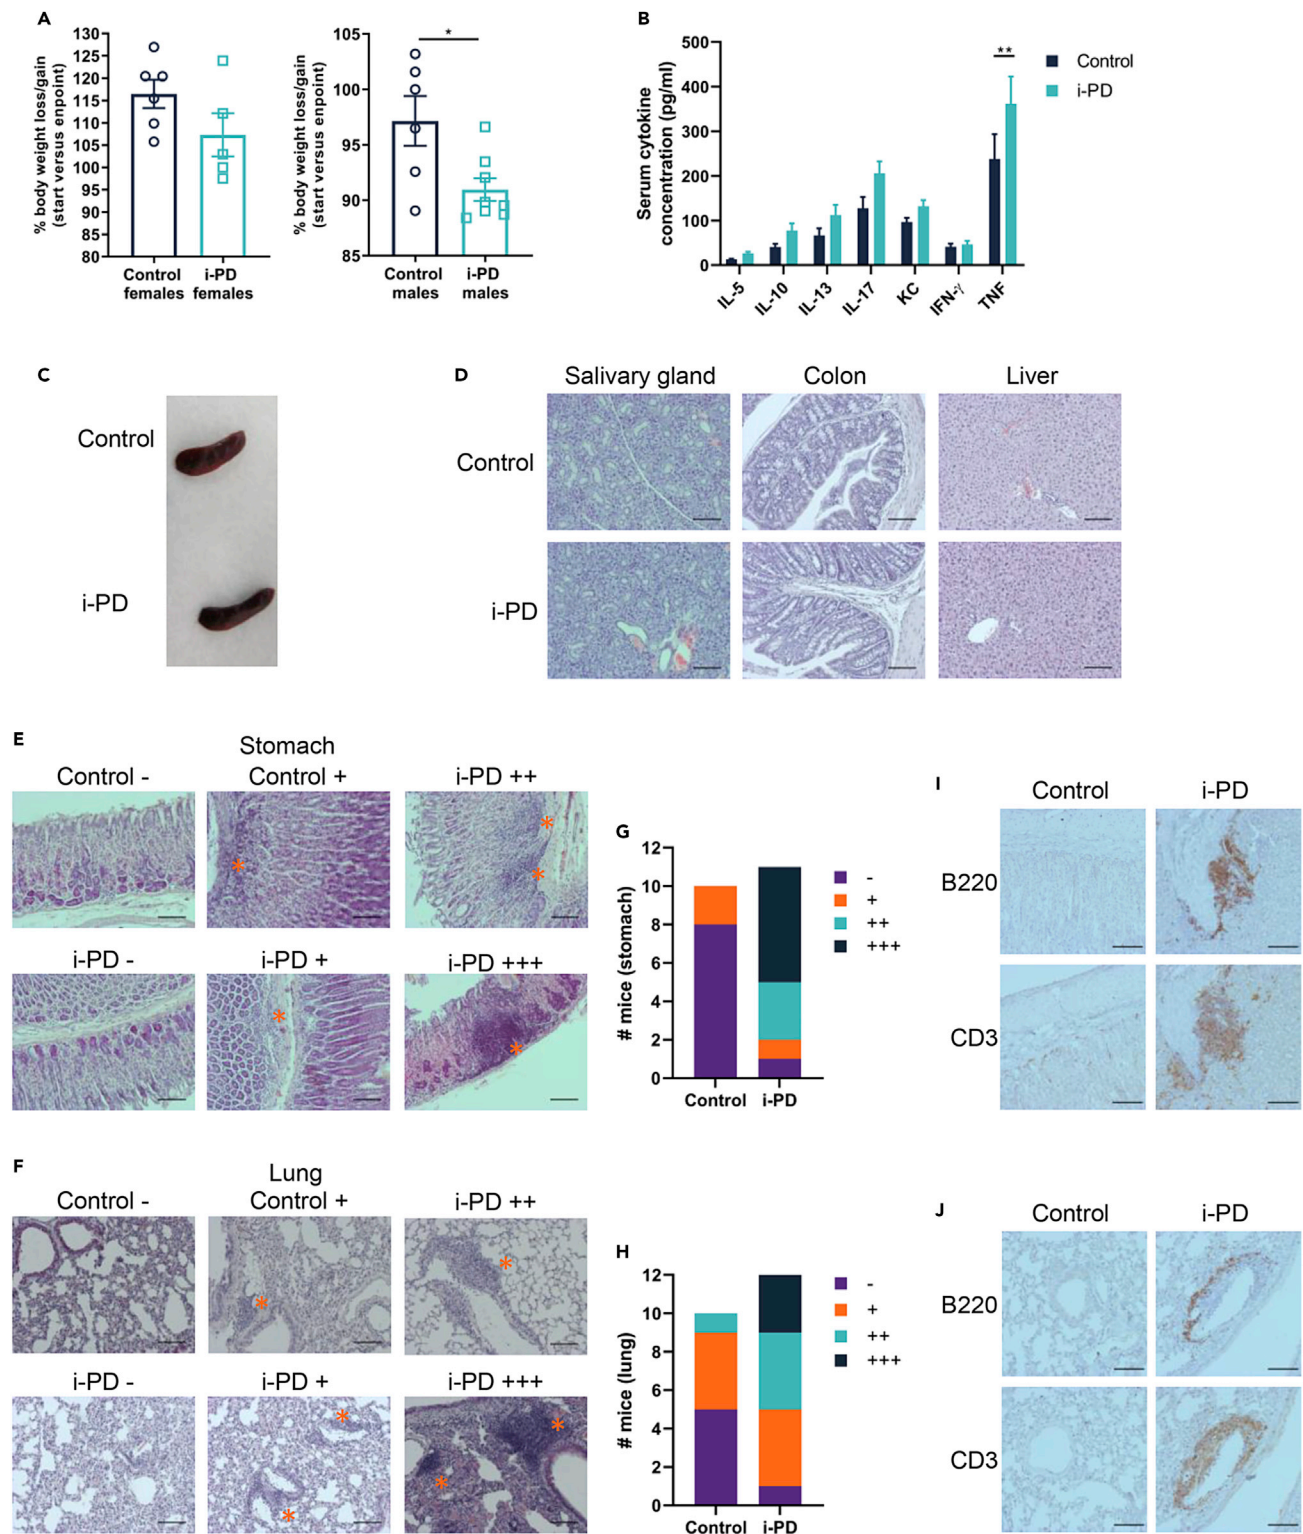 A
% body weight loss/gain
(start versus enpoint)
130
125
120
115
110
105
100
95
90
85
80
Control
females
i-PD
females
% body weight loss/gain
(start versus enpoint)
105
100
95
90
85
*
Control
males
i-PD
males
B
Serum cytokine
concentration (pg/ml)
500
400
300
200
100
0
**
IL-5
IL-10
IL-13
IL-17
KC
IFN-γ
TNF
Control
i-PD
C
Control
i-PD
D
Salivary gland
Colon
Liver
Control
i-PD
E
Stomach
Control -
Control +
i-PD ++
i-PD -
i-PD +
i-PD +++
F
Lung
Control -
Control +
i-PD ++
i-PD -
i-PD +
i-PD +++
G
# mice (stomach)
12
10
8
6
4
2
0
Control
i-PD
-
+
++
+++
H
# mice (lung)
12
10
8
6
4
2
0
Control
i-PD
-
+
++
+++
I
Control
i-PD
B220
CD3
J
Control
i-PD
B220
CD3